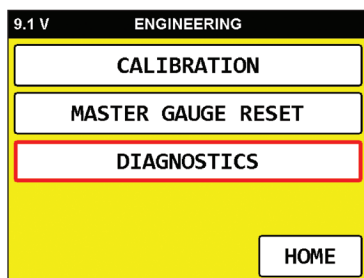 9.1 V ENGINEERING
CALIBRATION
MASTER GAUGE RESET
DIAGNOSTICS
HOME